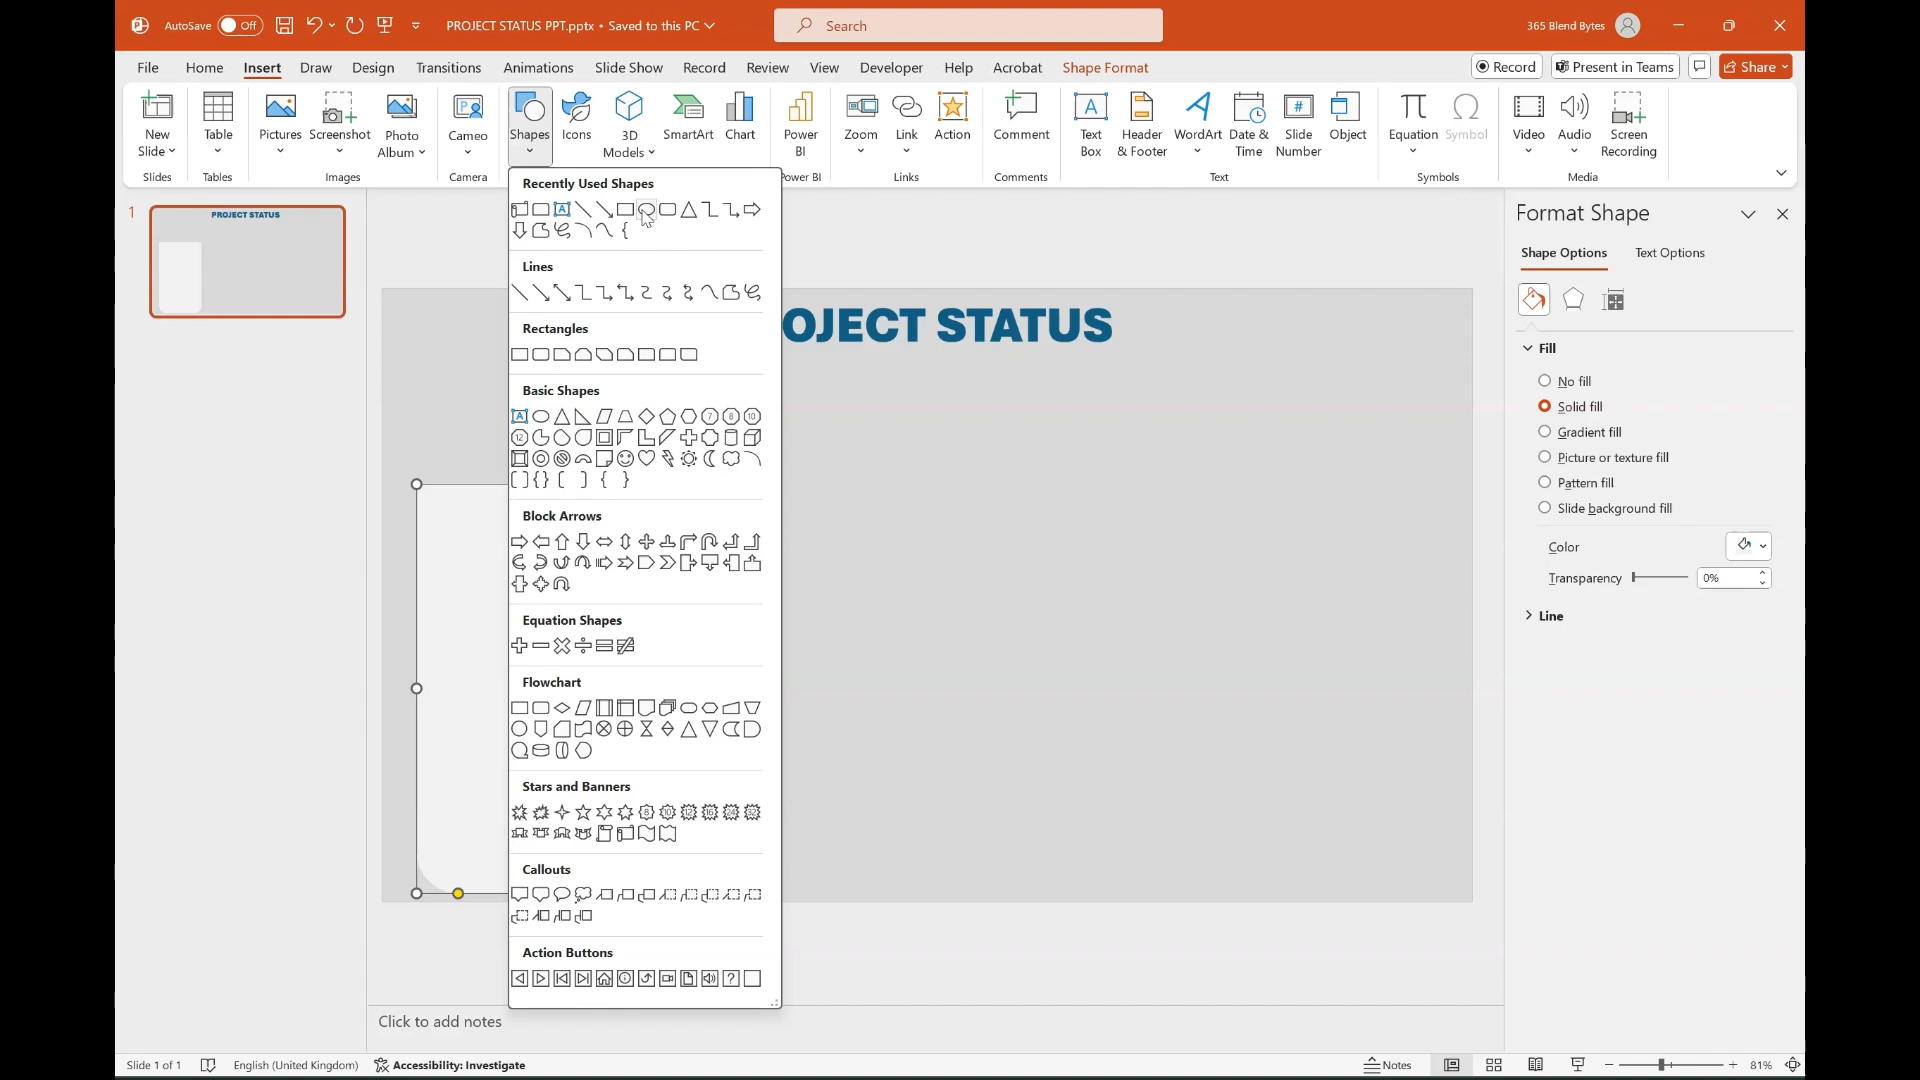 AutoSave Off PROJECT STATUS PPT.pptx • Saved to this PC Search 365 Blend Bytes
File Home Insert Draw Design Transitions Animations Slide Show Record Review View Developer Help Acrobat Shape Format Record Present in Teams Share
New Slide Table Pictures Screenshot Photo Album Cameo Shapes Icons 3D Models SmartArt Chart Power BI Zoom Link Action Comment Text Box Header & Footer WordArt Date & Time Slide Number Object Equation Symbol Video Audio Screen Recording
Slides Tables Images Camera Power BI Links Comments Text Symbols Media
1
PROJECT STATUS
Recently Used Shapes
Lines
Rectangles
Basic Shapes
Block Arrows
Equation Shapes
Flowchart
Stars and Banners
Callouts
Action Buttons
OJECT STATUS
Format Shape
Shape Options Text Options
Fill
No fill
Solid fill
Gradient fill
Picture or texture fill
Pattern fill
Slide background fill
Color
Transparency 0%
Line
Click to add notes
Slide 1 of 1 English (United Kingdom) Accessibility: Investigate Notes 81%